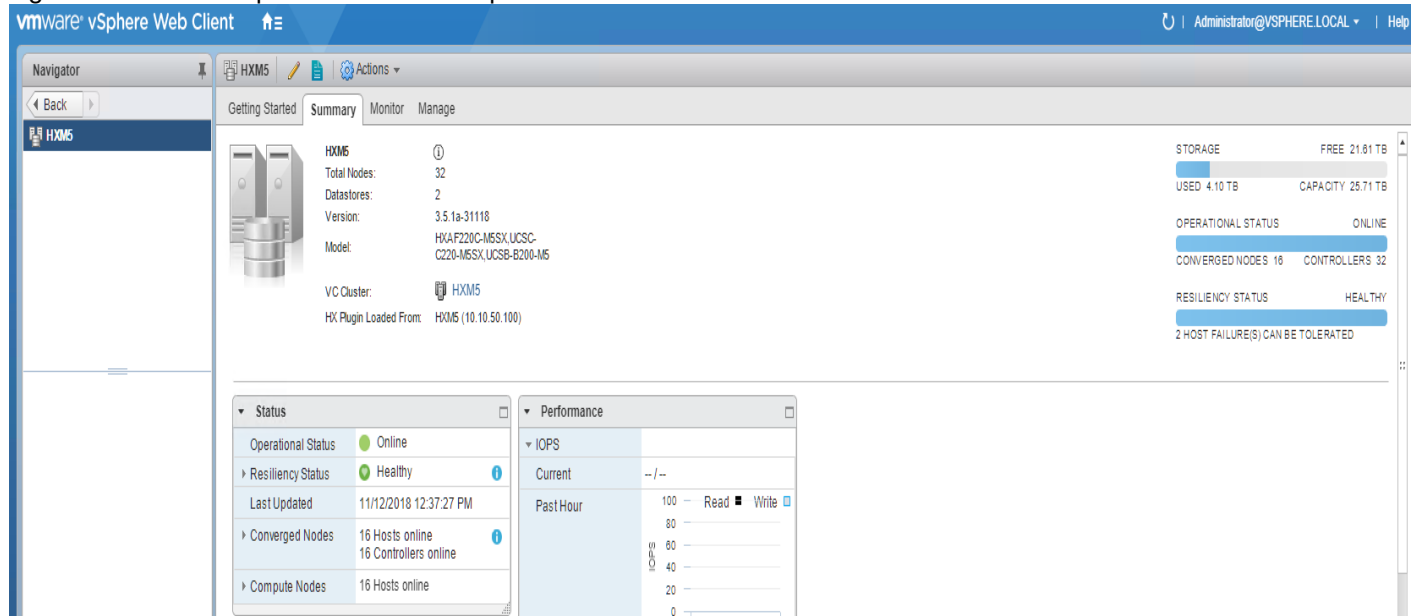 vmware® vSphere Web Client
Administrator@VSPHERE.LOCAL | Help
Navigator
Back
HXM5
HXM5 Actions
Getting Started Summary Monitor Manage
HXM5
Total Nodes: 32
Datastores: 2
Version: 3.5.1a-31118
Model: HXAF220C-M5SX,UCSC-
C220-M5SX,UCSB-B200-M5
VC Cluster: HXM5
HX Plugin Loaded From: HXM5 (10.10.50.100)
STORAGE FREE 21.61 TB
USED 4.10 TB CAPACITY 25.71 TB
OPERATIONAL STATUS ONLINE
CONVERGED NODES 16 CONTROLLERS 32
RESILIENCY STATUS HEALTHY
2 HOST FAILURE(S) CAN BE TOLERATED
Status
Operational Status Online
Resiliency Status Healthy
Last Updated 11/12/2018 12:37:27 PM
Converged Nodes 16 Hosts online
16 Controllers online
Compute Nodes 16 Hosts online
Performance
IOPS
Current -- / --
Past Hour
Read Write
100
80
60
40
20
0
IOPS